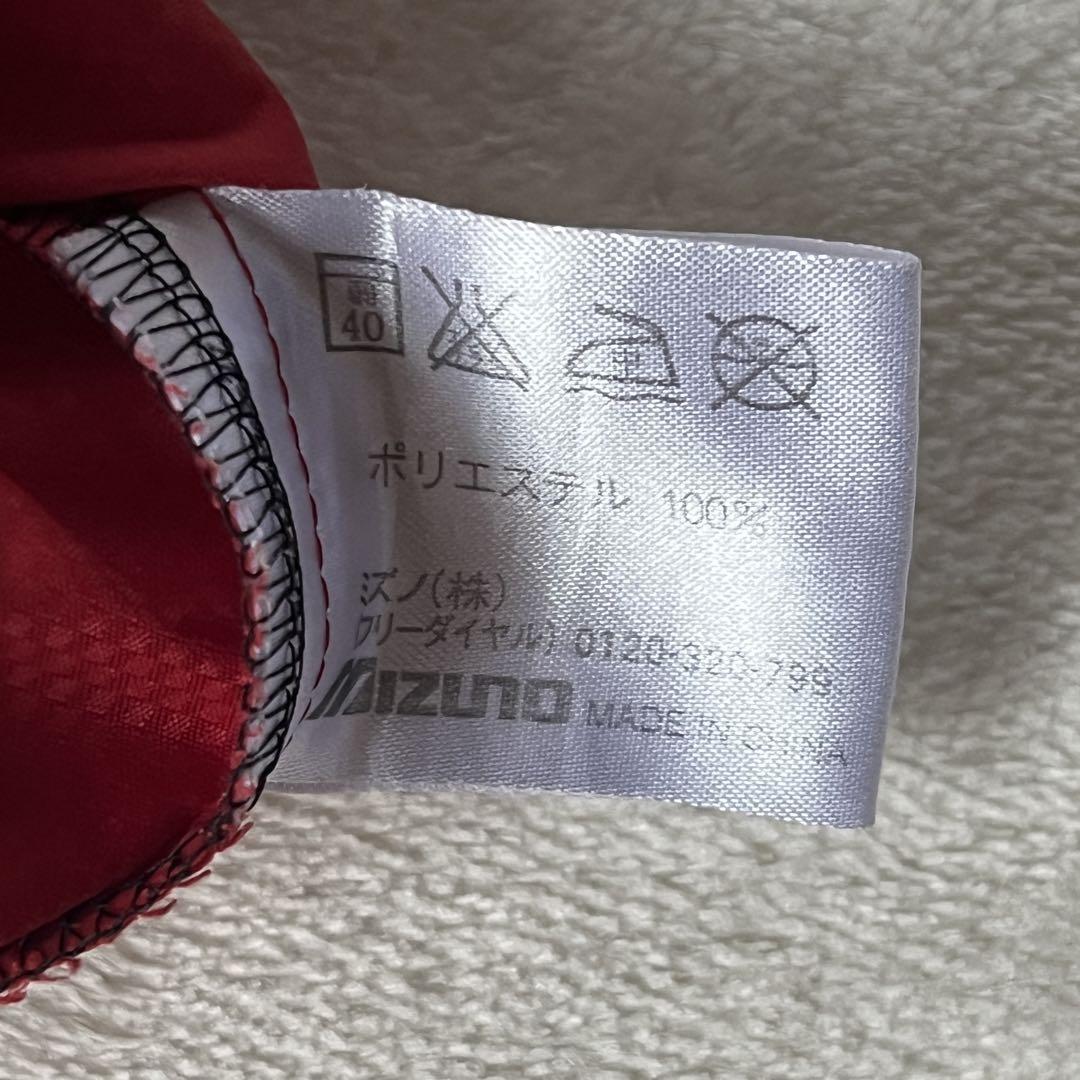 40
中
ポリエステル 100%
ミズノ(株)
(フリーダイヤル) 0120-320-799
MIZUNO MADE IN CHINA